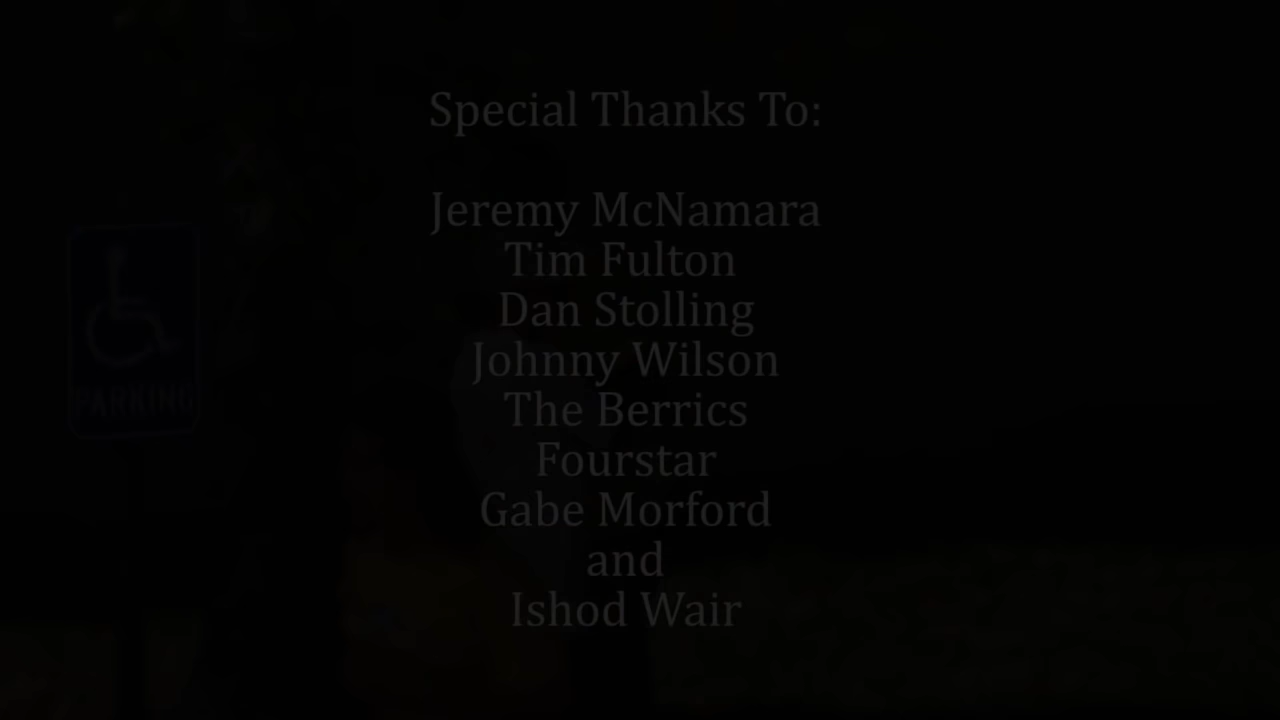 Special Thanks To:
Jeremy McNamara
Tim Fulton
Dan Stolling
Johnny Wilson
The Berrics
Fourstar
Gabe Morford
and
Ishod Wair
PARKING